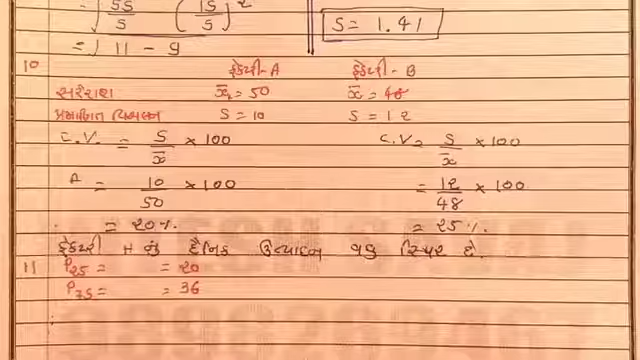 = √ 55/5 - (15/5)²
= √ 11 - 9
S = 1.41
10 ફેક્ટરી-A ફેક્ટરી-B
સરેરાશ x̄ = 50 x̄ = 48
પ્રમાણિત વિચલન S = 10 S = 12
C.V. = S/x̄ × 100 C.V = S/x̄ × 100
A = 10/50 × 100 = 12/48 × 100
= 20% = 25%
ફેક્ટરી A નું દૈનિક ઉત્પાદન વધુ સ્થિર છે.
11 P25 = = 20
P75 = = 36